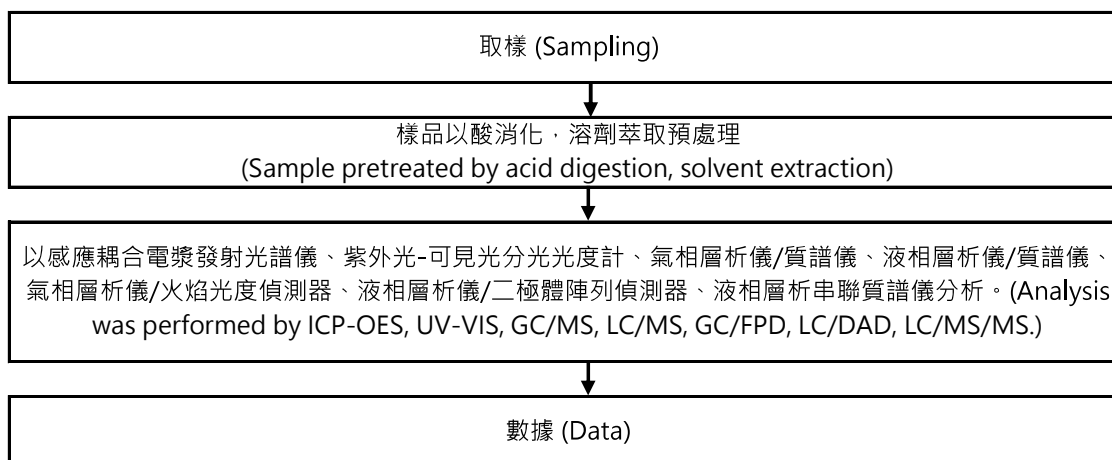 取樣 (Sampling)
樣品以酸消化，溶劑萃取預處理
(Sample pretreated by acid digestion, solvent extraction)
以感應耦合電漿發射光譜儀、紫外光-可見光分光光度計、氣相層析儀/質譜儀、液相層析儀/質譜儀、
氣相層析儀/火焰光度偵測器、液相層析儀/二極體陣列偵測器、液相層析串聯質譜儀分析。(Analysis
was performed by ICP-OES, UV-VIS, GC/MS, LC/MS, GC/FPD, LC/DAD, LC/MS/MS.)
數據 (Data)